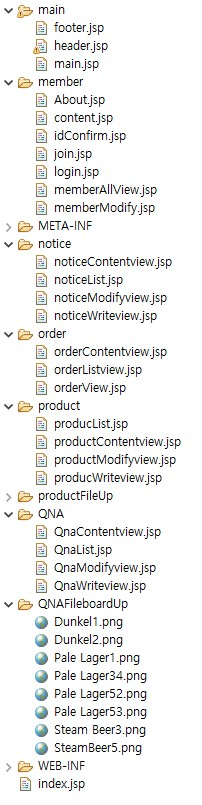 main
footer.jsp
header.jsp
main.jsp
member
About.jsp
content.jsp
idConfirm.jsp
join.jsp
login.jsp
memberAllView.jsp
memberModify.jsp
META-INF
notice
noticeContentview.jsp
noticeList.jsp
noticeModifyview.jsp
noticeWriteview.jsp
order
orderContentview.jsp
orderListview.jsp
orderView.jsp
product
producList.jsp
productContentview.jsp
productModifyview.jsp
producWriteview.jsp
productFileUp
QNA
QnaContentview.jsp
QnaList.jsp
QnaModifyview.jsp
QnaWriteview.jsp
QNAFileboardUp
Dunkel1.png
Dunkel2.png
Pale Lager1.png
Pale Lager34.png
Pale Lager52.png
Pale Lager53.png
Steam Beer3.png
SteamBeer5.png
WEB-INF
index.jsp